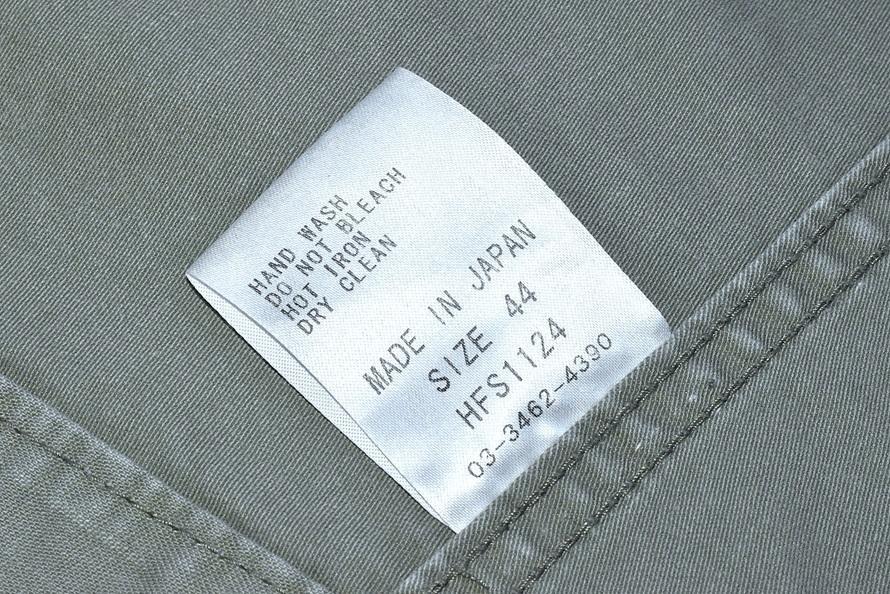 HAND WASH
DO NOT BLEACH
HOT IRON
DRY CLEAN
MADE IN JAPAN
SIZE 44
HFS1124
03-3462-4390